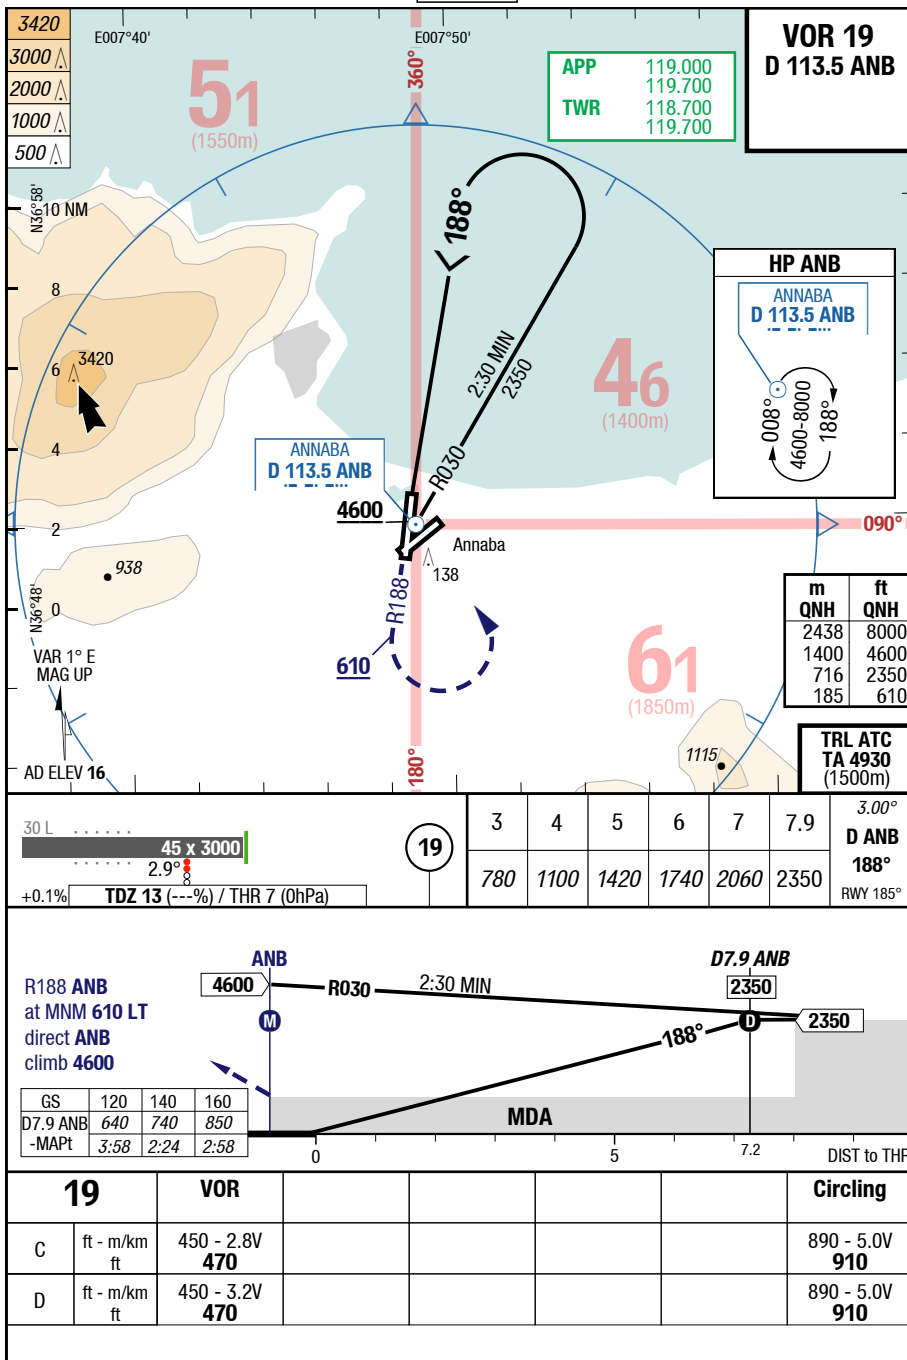 3420
3000
2000
1000
500
E007°40'
E007°50'
51
(1550m)
360°
APP 119.000
119.700
TWR 118.700
119.700
VOR 19
D 113.5 ANB
N36°58'
10 NM
8
6
4
2
0
N36°48'
3420
188°
2:30 MIN
2350
R030
46
(1400m)
HP ANB
ANNABA
D 113.5 ANB
008°
4600-8000
188°
ANNABA
D 113.5 ANB
4600
Annaba
090°
138
938
R188
610
61
(1850m)
m ft
QNH QNH
2438 8000
1400 4600
716 2350
185 610
VAR 1° E
MAG UP
AD ELEV 16
180°
1115
TRL ATC
TA 4930
(1500m)
30 L
45 x 3000
2.9°
+0.1%
TDZ 13 (---%) / THR 7 (0hPa)
19
3 4 5 6 7 7.9
780 1100 1420 1740 2060 2350
3.00°
D ANB
188°
RWY 185°
ANB
D7.9 ANB
4600
R030
2:30 MIN
2350
R188 ANB
at MNM 610 LT
direct ANB
climb 4600
M
D
2350
188°
MDA
GS 120 140 160
D7.9 ANB 640 740 850
-MAPt 3:58 2:24 2:58
0 5 7.2 DIST to THR
19 VOR Circling
C ft - m/km 450 - 2.8V 890 - 5.0V
ft 470 910
D ft - m/km 450 - 3.2V 890 - 5.0V
ft 470 910